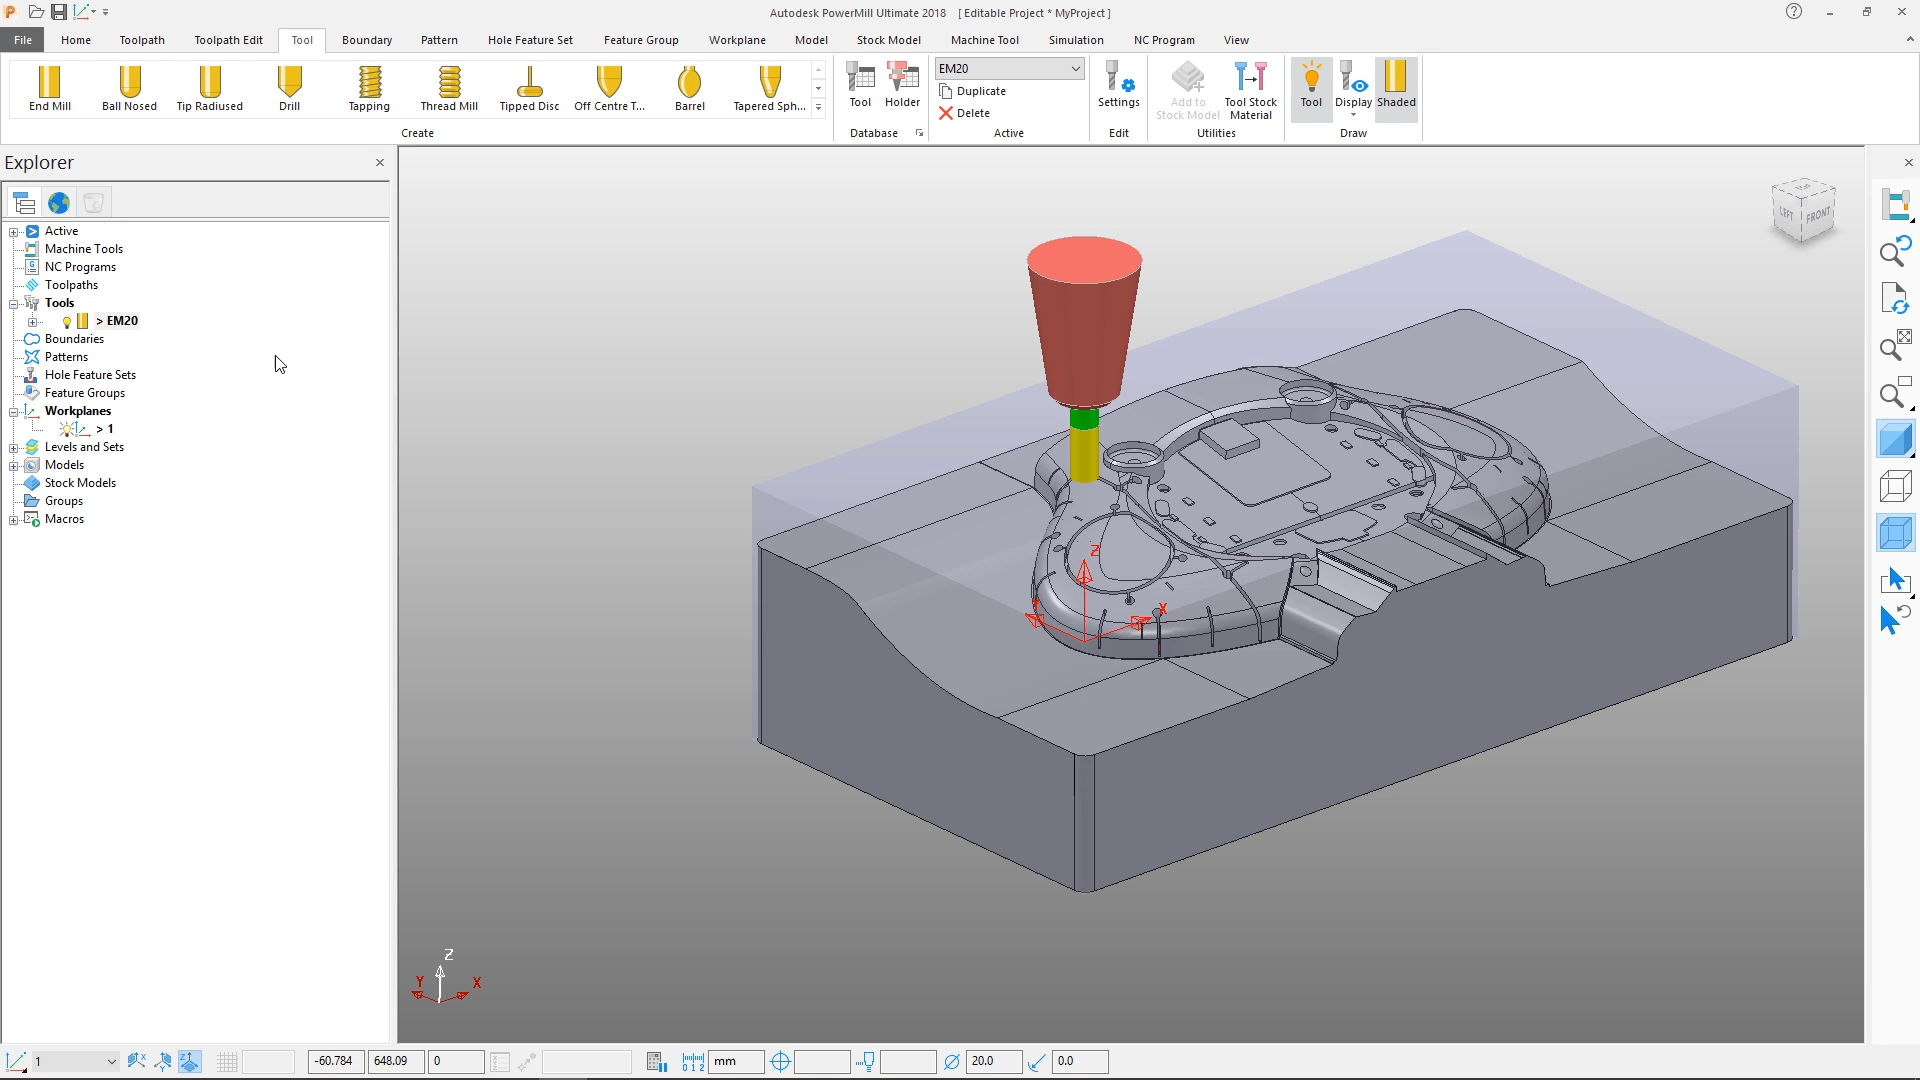 Autodesk PowerMill Ultimate 2018 [ Editable Project * MyProject ]
File Home Toolpath Toolpath Edit Tool Boundary Pattern Hole Feature Set Feature Group Workplane Model Stock Model Machine Tool Simulation NC Program View
End Mill Ball Nosed Tip Radiused Drill Tapping Thread Mill Tipped Disc Off Centre T... Barrel Tapered Sph...
Create
Tool Holder
Database
EM20
Duplicate
Delete
Active
Settings
Edit
Add to Stock Model
Tool Stock Material
Utilities
Tool Display Shaded
Draw
Explorer
Active
Machine Tools
NC Programs
Toolpaths
Tools
> EM20
Boundaries
Patterns
Hole Feature Sets
Feature Groups
Workplanes
> 1
Levels and Sets
Models
Stock Models
Groups
Macros
LEFT FRONT
Z
X
Z
Y X
1 -60.784 648.09 0 mm 20.0 0.0